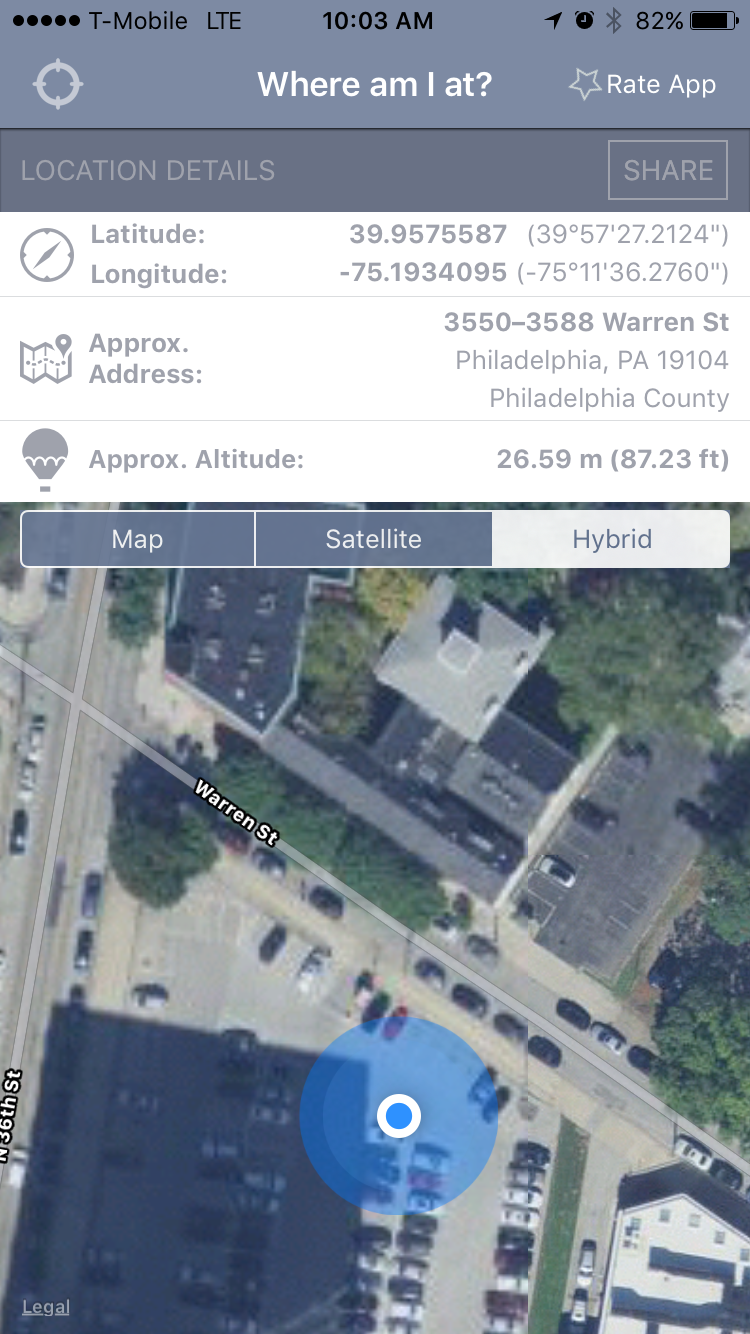 T-Mobile LTE 10:03 AM 82%
Where am I at? Rate App
LOCATION DETAILS SHARE
Latitude: 39.9575587 (39°57'27.2124")
Longitude: -75.1934095 (-75°11'36.2760")
Approx. Address:
3550–3588 Warren St
Philadelphia, PA 19104
Philadelphia County
Approx. Altitude: 26.59 m (87.23 ft)
Map Satellite Hybrid
Warren St
N 36th St
Legal